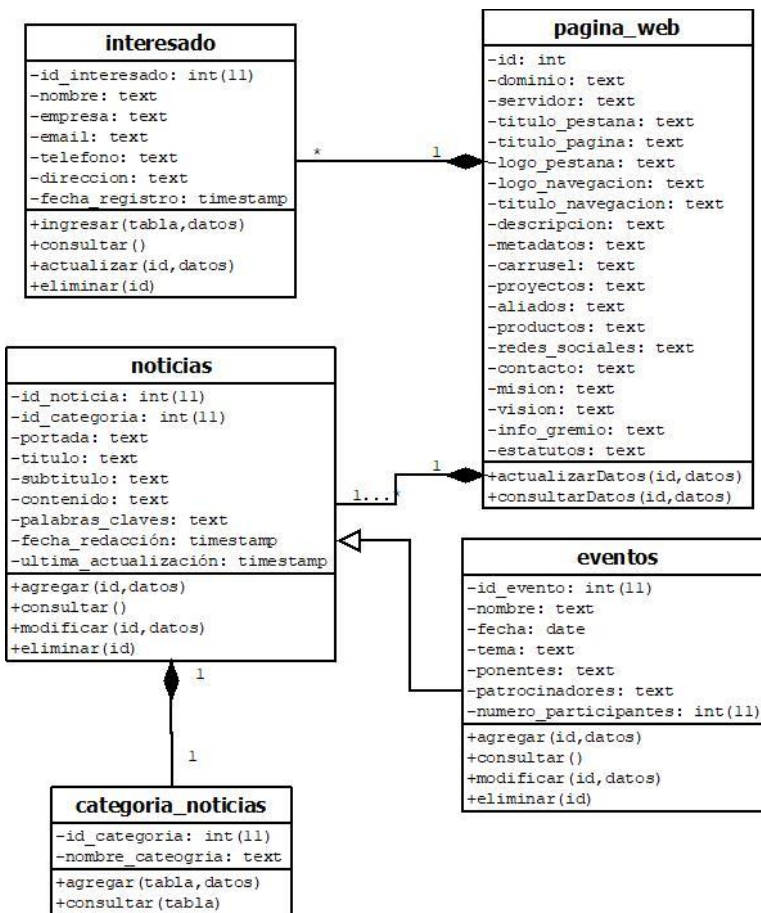 interesado
-id_interesado: int(11)
-nombre: text
-empresa: text
-email: text
-telefono: text
-direccion: text
-fecha_registro: timestamp
+ingresar(tabla,datos)
+consultar()
+actualizar(id,datos)
+eliminar(id)
* 1
pagina_web
-id: int
-dominio: text
-servidor: text
-titulo_pestana: text
-titulo_pagina: text
-logo_pestana: text
-logo_navegacion: text
-titulo_navegacion: text
-descripcion: text
-metadatos: text
-carrusel: text
-proyectos: text
-aliados: text
-productos: text
-redes_sociales: text
-contacto: text
-mision: text
-vision: text
-info_gremio: text
-estatutos: text
+actualizarDatos(id,datos)
+consultarDatos(id,datos)
noticias
-id_noticia: int(11)
-id_categoria: int(11)
-portada: text
-titulo: text
-subtitulo: text
-contenido: text
-palabras_claves: text
-fecha_redacción: timestamp
-ultima_actualización: timestamp
+agregar(id,datos)
+consultar()
+modificar(id,datos)
+eliminar(id)
1
1...*
eventos
-id_evento: int(11)
-nombre: text
-fecha: date
-tema: text
-ponentes: text
-patrocinadores: text
-numero_participantes: int(11)
+agregar(id,datos)
+consultar()
+modificar(id,datos)
+eliminar(id)
1
1
categoria_noticias
-id_categoria: int(11)
-nombre_cateogria: text
+agregar(tabla,datos)
+consultar(tabla)